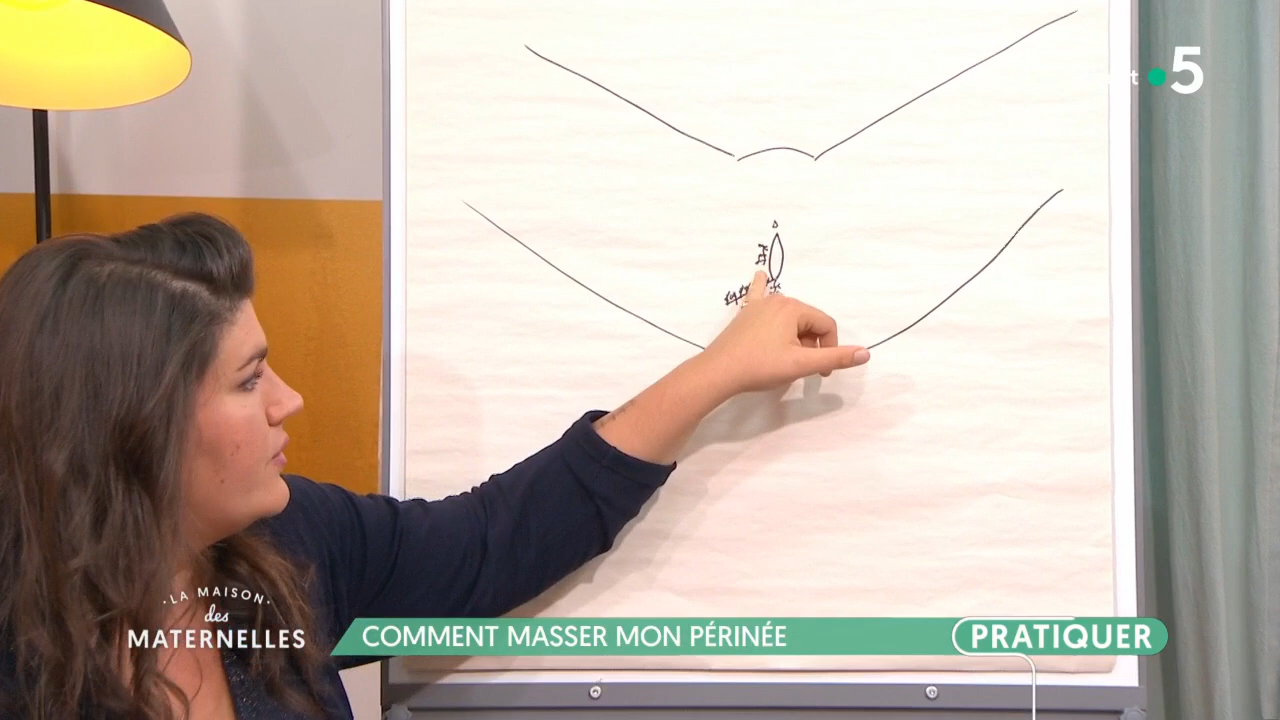 t 5
·LA MAISON·
des
MATERNELLES
COMMENT MASSER MON PÉRINÉE
PRATIQUER